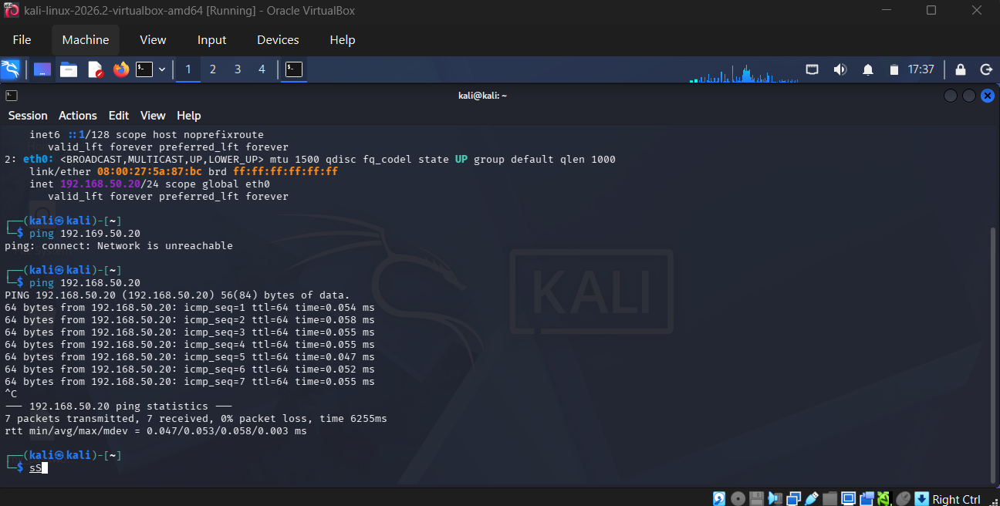 kali-linux-2026.2-virtualbox-amd64 [Running] - Oracle VirtualBox
File Machine View Input Devices Help
1 2 3 4 17:37
kali@kali: ~
Session Actions Edit View Help
inet6 ::1/128 scope host noprefixroute
valid_lft forever preferred_lft forever
2: eth0: <BROADCAST,MULTICAST,UP,LOWER_UP> mtu 1500 qdisc fq_codel state UP group default qlen 1000
link/ether 08:00:27:5a:87:bc brd ff:ff:ff:ff:ff:ff
inet 192.168.50.20/24 scope global eth0
valid_lft forever preferred_lft forever
┌──(kali㉿kali)-[~]
└─$ ping 192.169.50.20
ping: connect: Network is unreachable
┌──(kali㉿kali)-[~]
└─$ ping 192.168.50.20
PING 192.168.50.20 (192.168.50.20) 56(84) bytes of data.
64 bytes from 192.168.50.20: icmp_seq=1 ttl=64 time=0.054 ms
64 bytes from 192.168.50.20: icmp_seq=2 ttl=64 time=0.058 ms
64 bytes from 192.168.50.20: icmp_seq=3 ttl=64 time=0.055 ms
64 bytes from 192.168.50.20: icmp_seq=4 ttl=64 time=0.055 ms
64 bytes from 192.168.50.20: icmp_seq=5 ttl=64 time=0.047 ms
64 bytes from 192.168.50.20: icmp_seq=6 ttl=64 time=0.052 ms
64 bytes from 192.168.50.20: icmp_seq=7 ttl=64 time=0.055 ms
^C
--- 192.168.50.20 ping statistics ---
7 packets transmitted, 7 received, 0% packet loss, time 6255ms
rtt min/avg/max/mdev = 0.047/0.053/0.058/0.003 ms
┌──(kali㉿kali)-[~]
└─$ sS
KALI
Right Ctrl